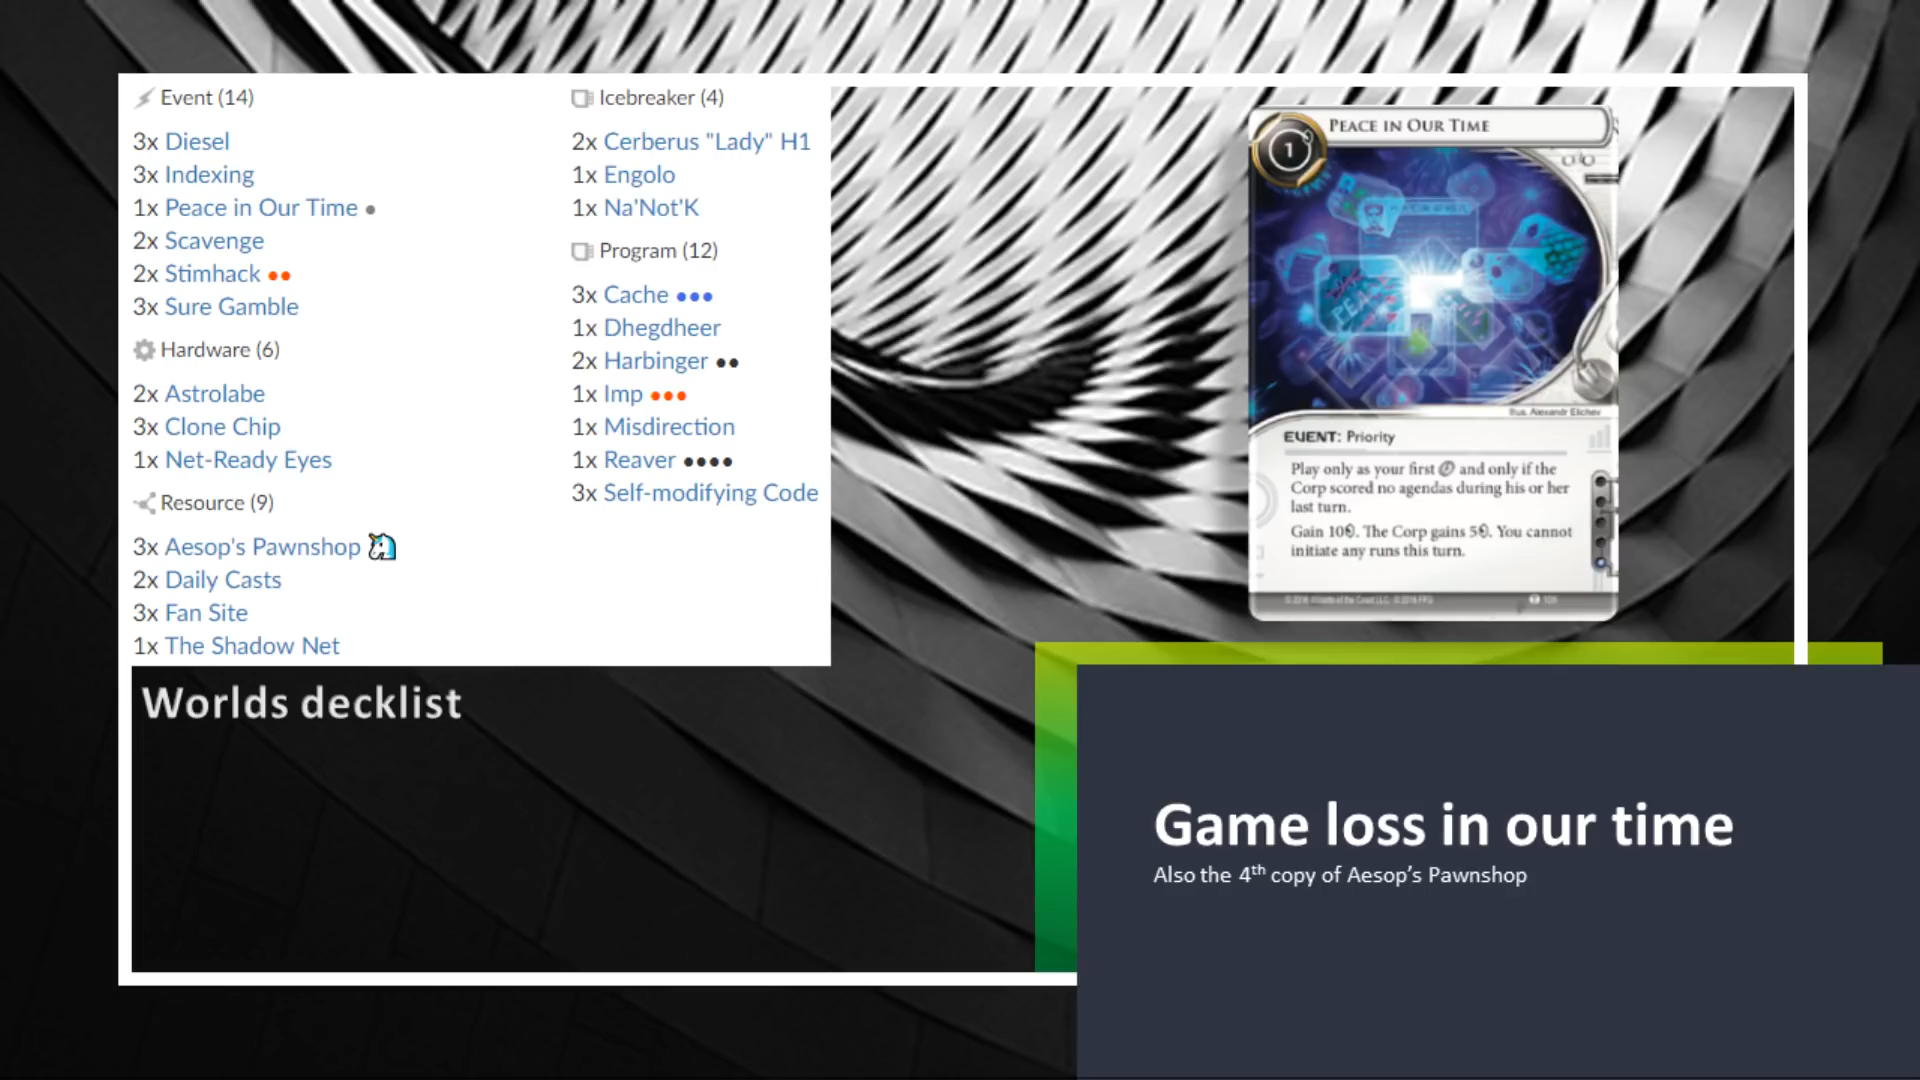 Event (14)
3x Diesel
3x Indexing
1x Peace in Our Time ●
2x Scavenge
2x Stimhack ●●
3x Sure Gamble
Hardware (6)
2x Astrolabe
3x Clone Chip
1x Net-Ready Eyes
Resource (9)
3x Aesop's Pawnshop
2x Daily Casts
3x Fan Site
1x The Shadow Net
Icebreaker (4)
2x Cerberus "Lady" H1
1x Engolo
1x Na'Not'K
Program (12)
3x Cache ●●●
1x Dhegdheer
2x Harbinger ●●
1x Imp ●●●
1x Misdirection
1x Reaver ●●●●
3x Self-modifying Code
Worlds decklist
1
PEACE IN OUR TIME
Illus. Alexandr Elichev
EVENT: Priority
Play only as your first and only if the
Corp scored no agendas during his or her
last turn.
Gain 10. The Corp gains 5. You cannot
initiate any runs this turn.
Game loss in our time
Also the 4th copy of Aesop's Pawnshop